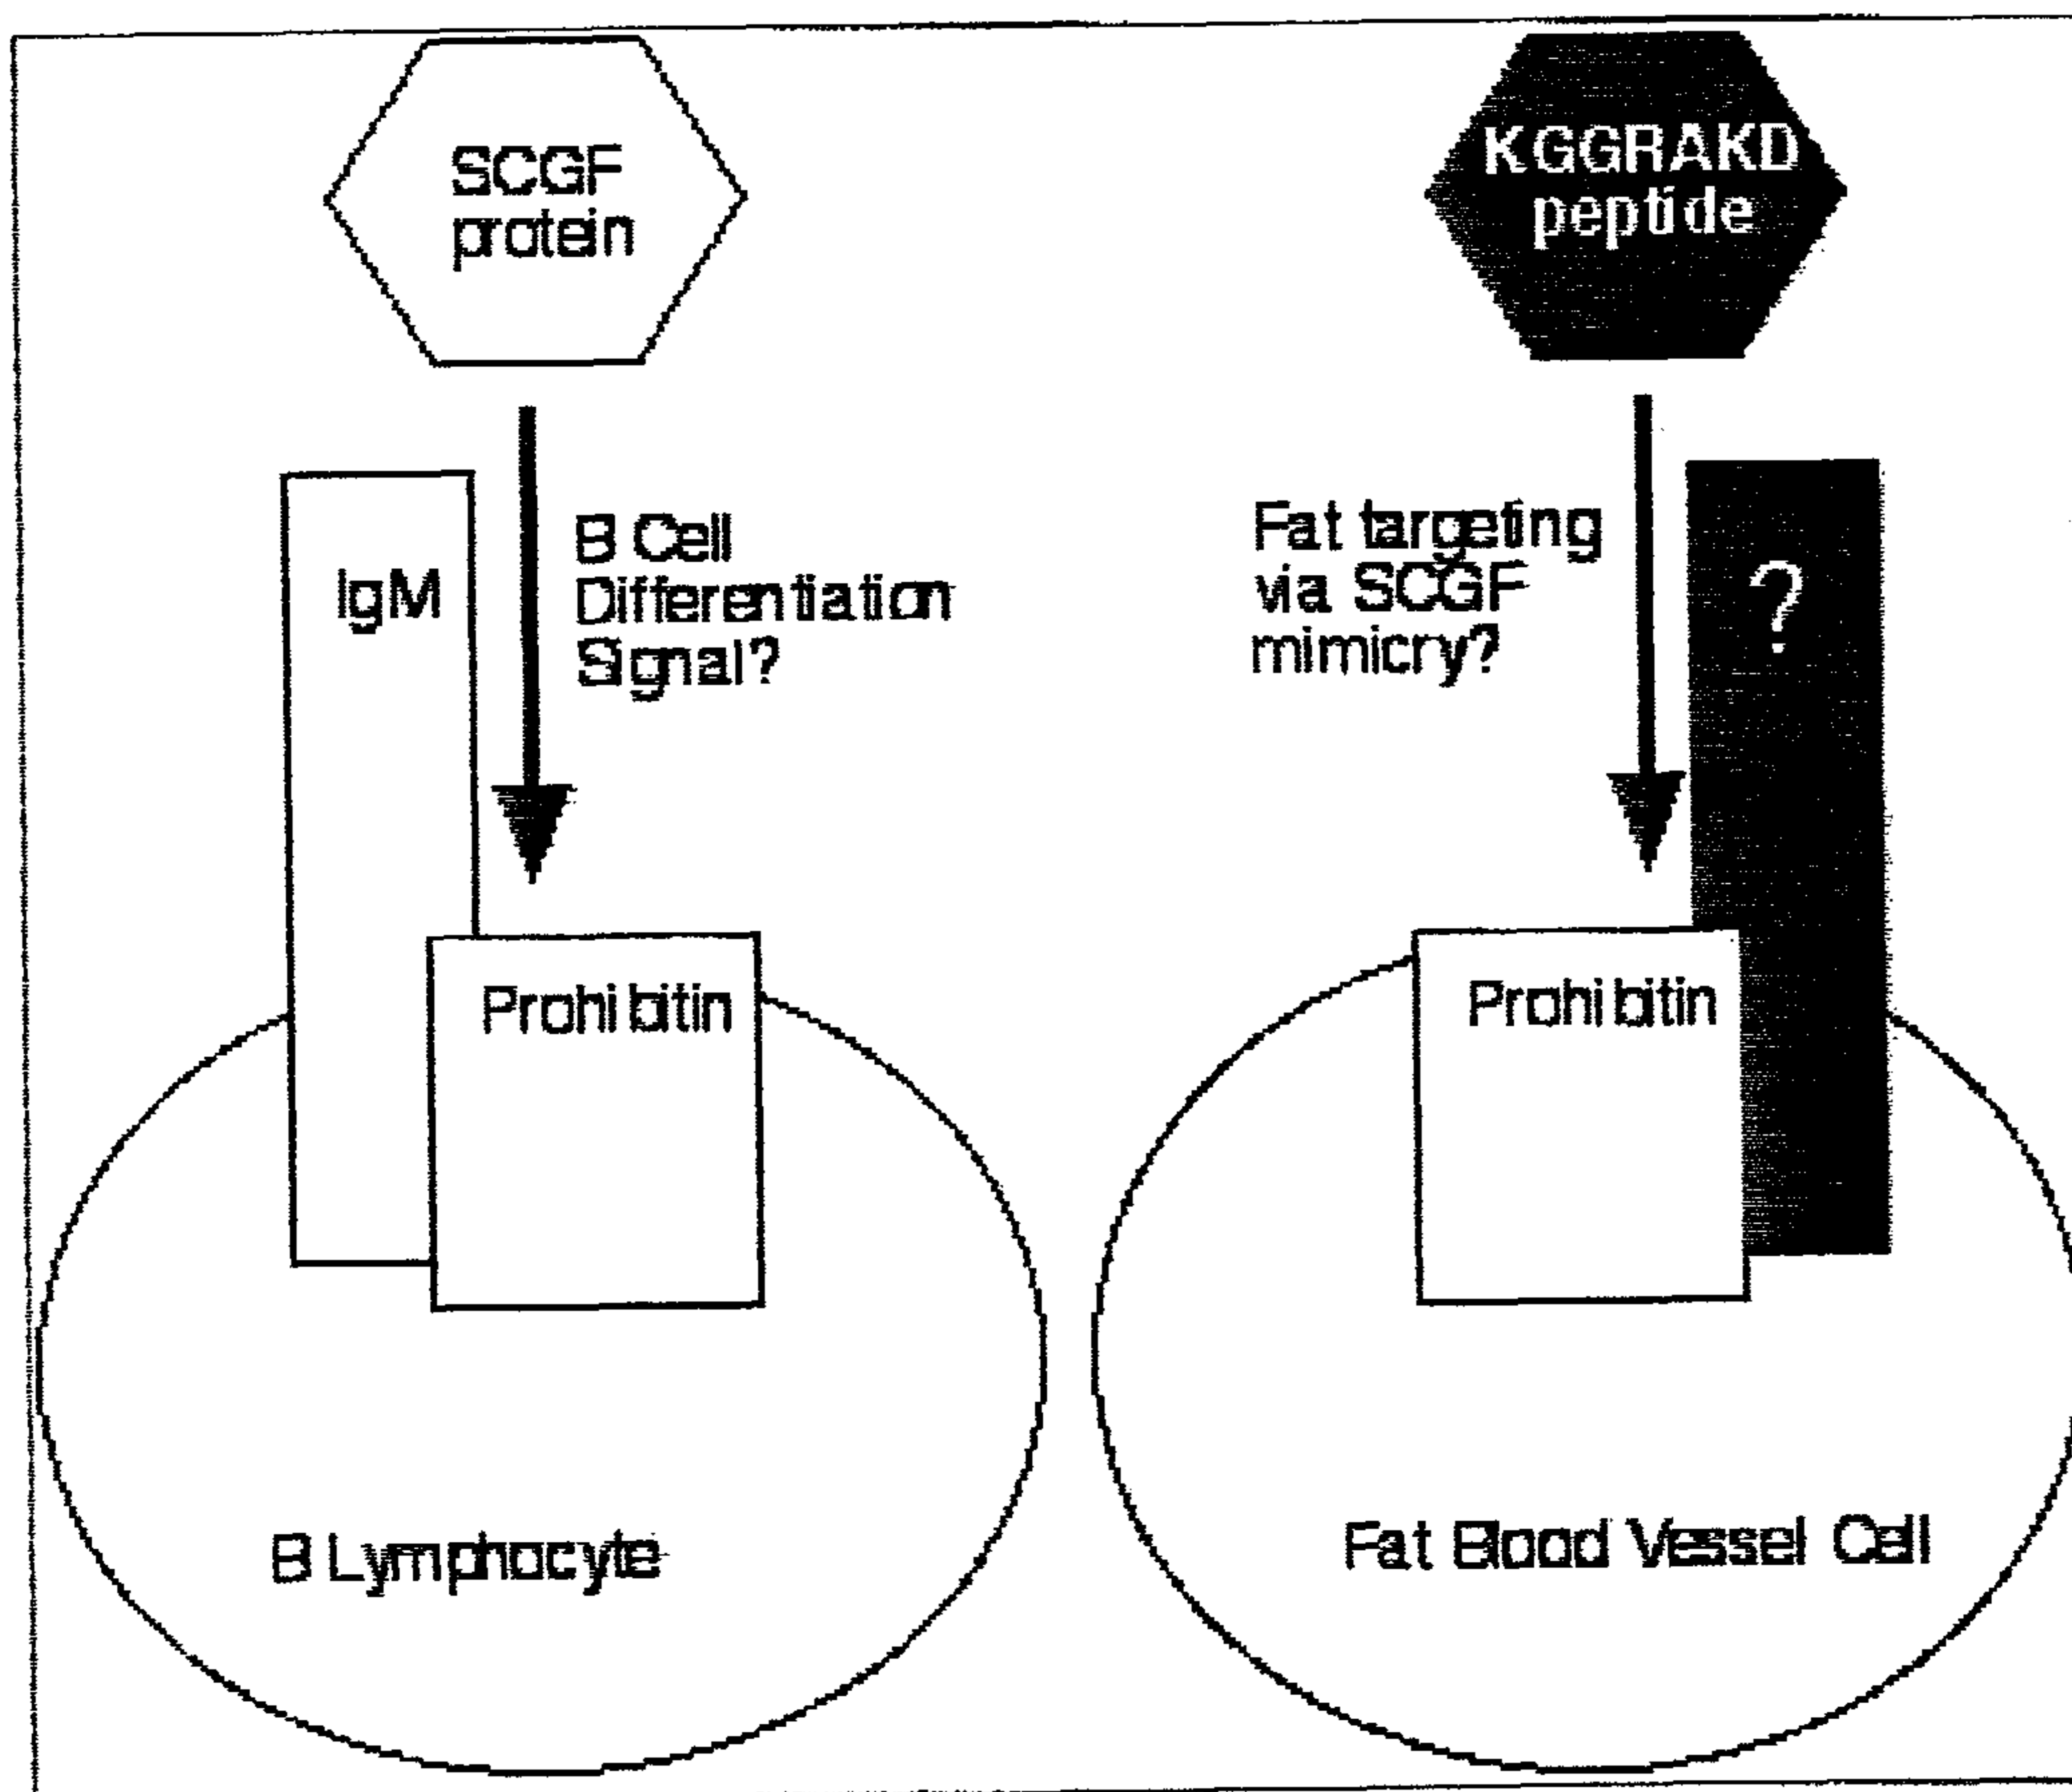 SCGF
protein
KGGRAKD
peptide
IgM
B Cell
Differentiation
Signal?
Fat targeting
via SCGF
mimicry?
?
Prohibitin
Prohibitin
B Lymphocyte
Fat Blood Vessel Cell